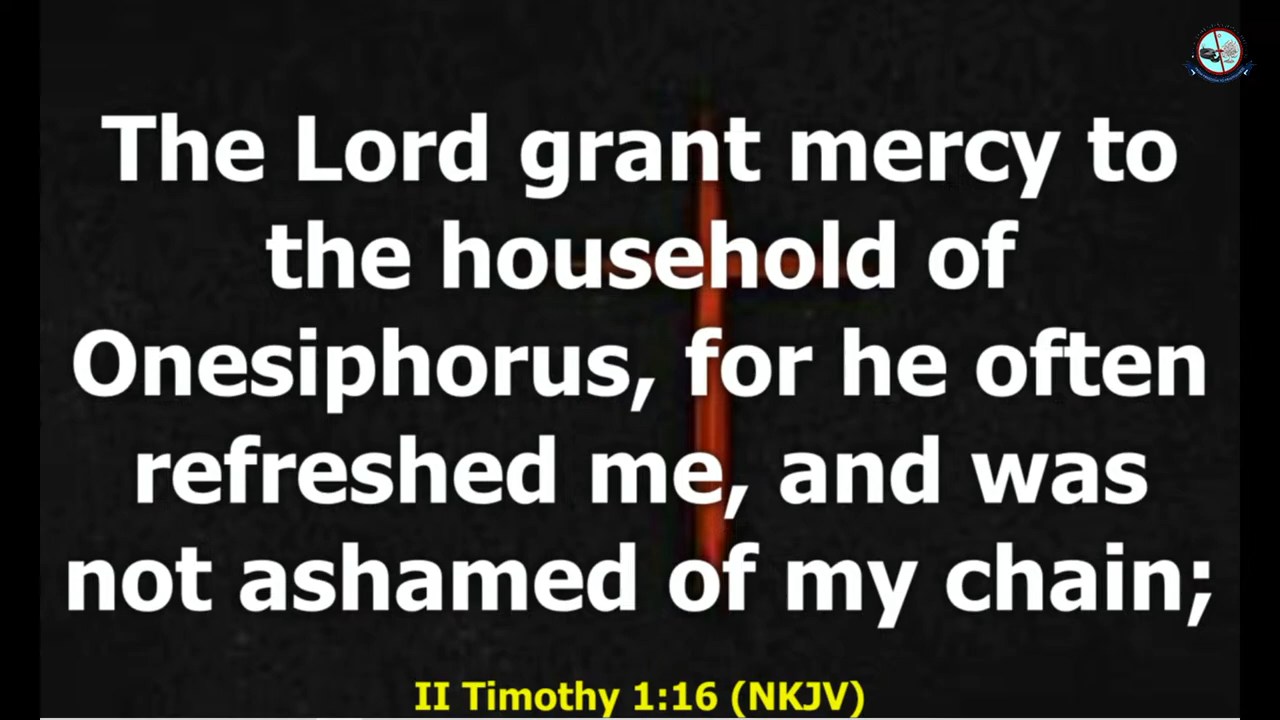 The Lord grant mercy to
the household of
Onesiphorus, for he often
refreshed me, and was
not ashamed of my chain;
II Timothy 1:16 (NKJV)